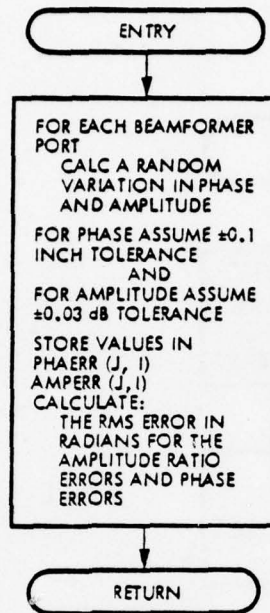 ENTRY
FOR EACH BEAMFORMER
PORT
CALC A RANDOM
VARIATION IN PHASE
AND AMPLITUDE
FOR PHASE ASSUME ±0.1
INCH TOLERANCE
AND
FOR AMPLITUDE ASSUME
±0.03 dB TOLERANCE
STORE VALUES IN
PHAERR (J, I)
AMPERR (J,I)
CALCULATE:
THE RMS ERROR IN
RADIANS FOR THE
AMPLITUDE RATIO
ERRORS AND PHASE
ERRORS
RETURN